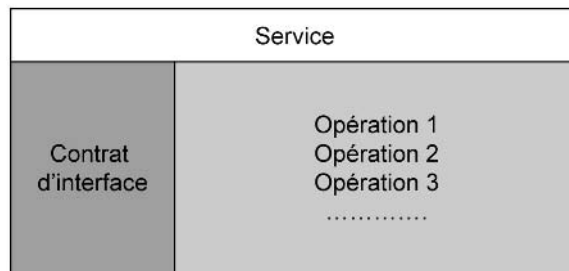 Service
Contrat
d'interface
Opération 1
Opération 2
Opération 3
.............